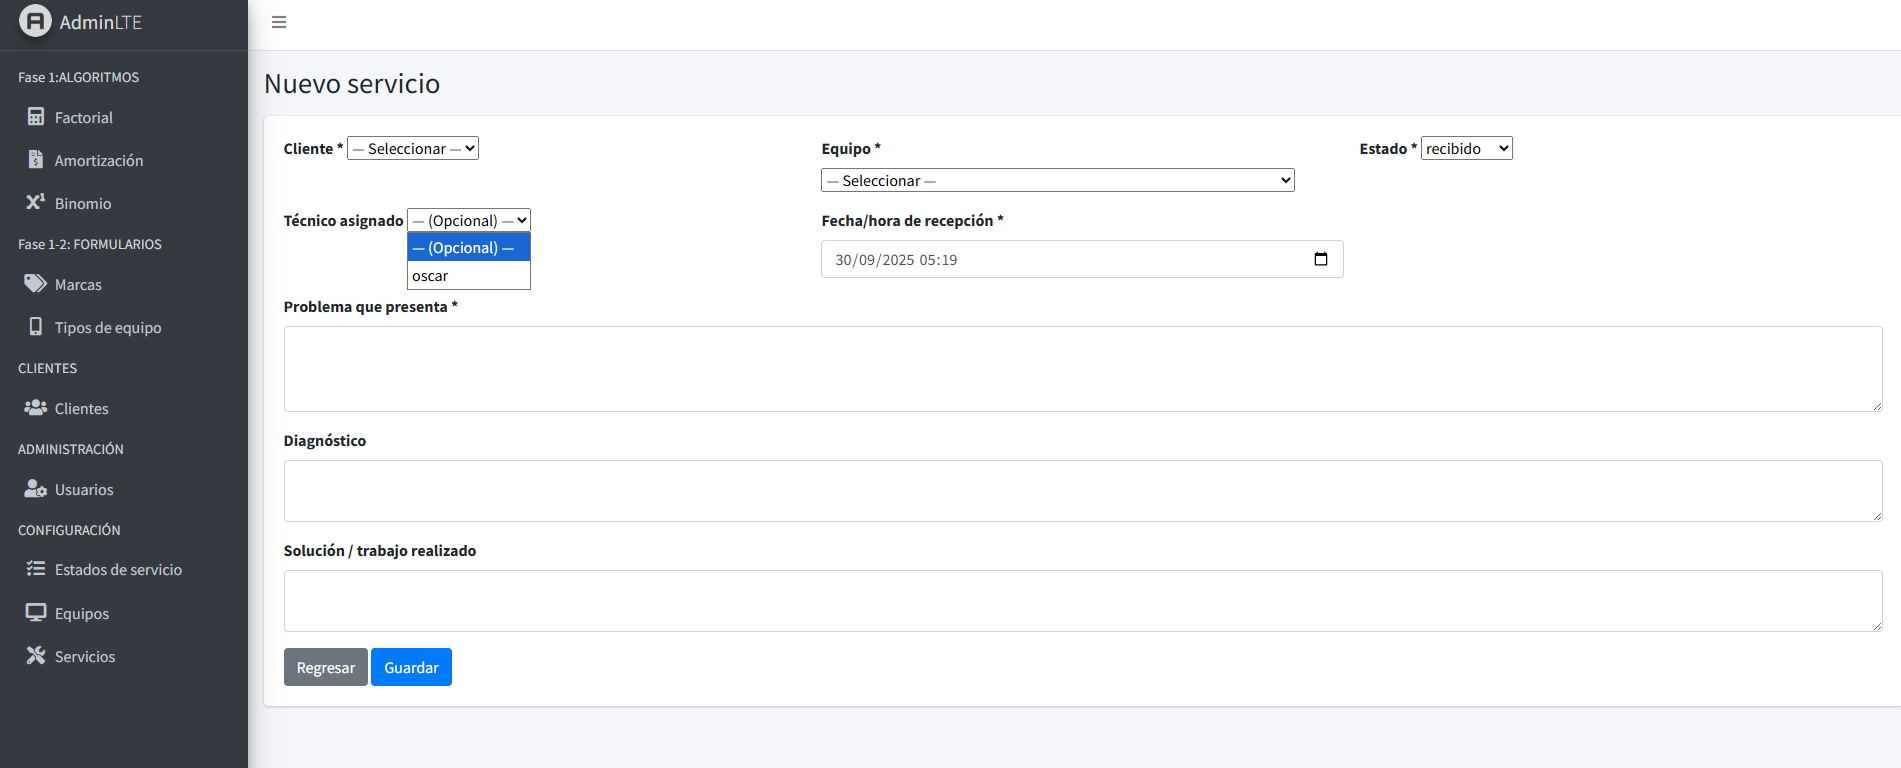 AdminLTE
Fase 1:ALGORITMOS
Factorial
Amortización
Binomio
Fase 1-2: FORMULARIOS
Marcas
Tipos de equipo
CLIENTES
Clientes
ADMINISTRACIÓN
Usuarios
CONFIGURACIÓN
Estados de servicio
Equipos
Servicios
Nuevo servicio
Cliente * — Seleccionar —
Equipo *
— Seleccionar —
Estado * recibido
Técnico asignado — (Opcional) —
— (Opcional) —
oscar
Fecha/hora de recepción *
30/09/2025 05:19
Problema que presenta *
Diagnóstico
Solución / trabajo realizado
Regresar Guardar